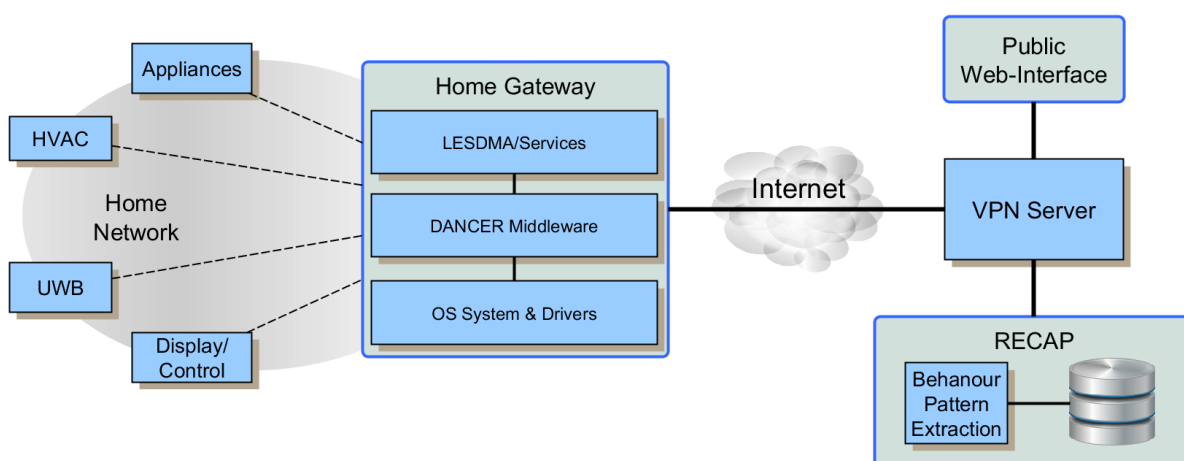 Appliances
HVAC
Home
Network
UWB
Display/
Control
Home Gateway
LESDMA/Services
DANCER Middleware
OS System & Drivers
Internet
Public
Web-Interface
VPN Server
RECAP
Behanour
Pattern
Extraction